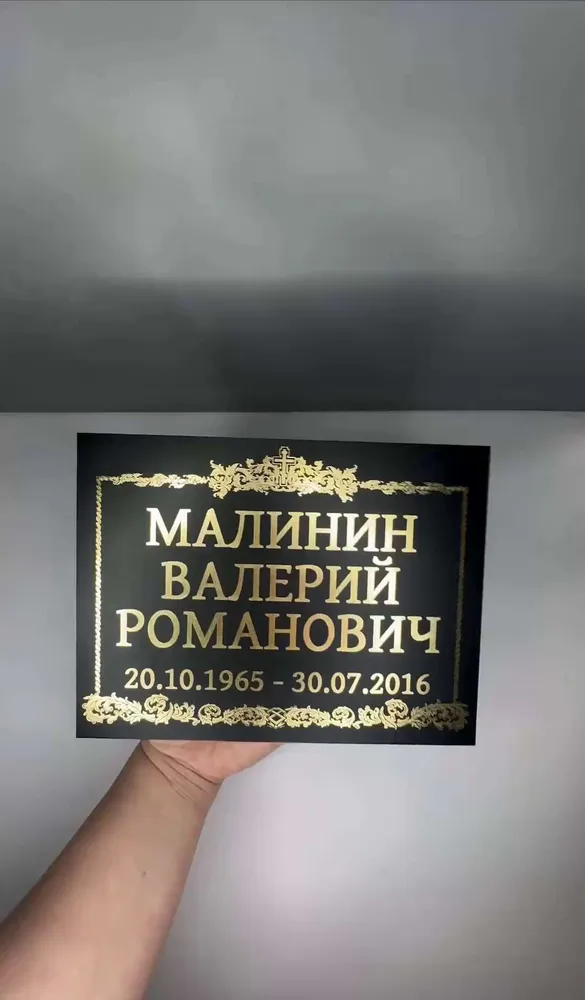 МАЛИНИН
ВАЛЕРИЙ
РОМАНОВИЧ
20.10.1965 - 30.07.2016